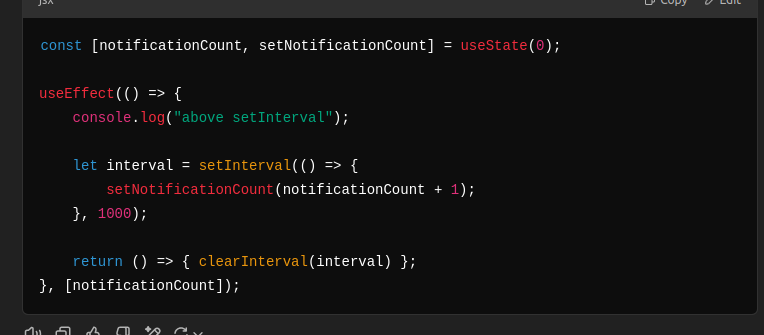 jsx Copy Edit
const [notificationCount, setNotificationCount] = useState(0);
useEffect(() => {
console.log("above setInterval");
let interval = setInterval(() => {
setNotificationCount(notificationCount + 1);
}, 1000);
return () => { clearInterval(interval) };
}, [notificationCount]);